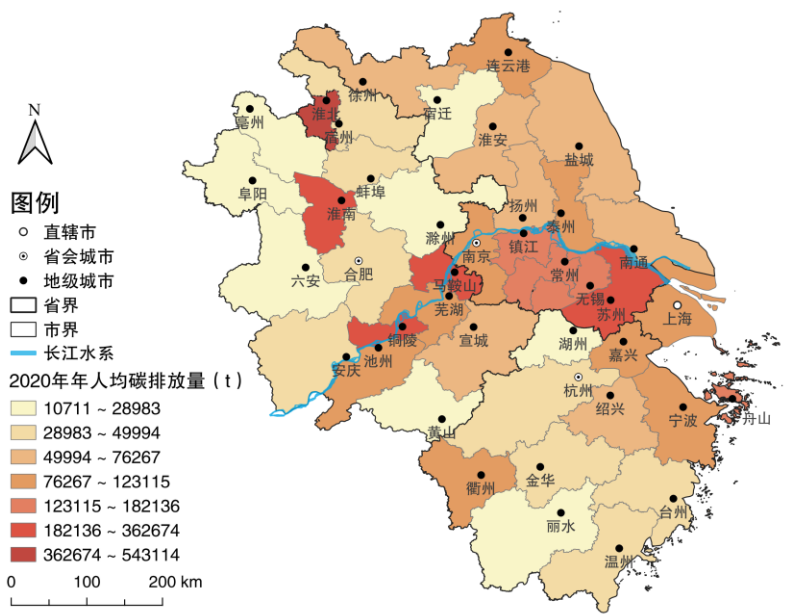 N
图例
直辖市
省会城市
地级城市
省界
市界
长江水系
2020年年人均碳排放量（t）
10711 ~ 28983
28983 ~ 49994
49994 ~ 76267
76267 ~ 123115
123115 ~ 182136
182136 ~ 362674
362674 ~ 543114
0 100 200 km
连云港
徐州
淮北
宿迁
亳州
宿州
淮安
盐城
阜阳
蚌埠
淮南
扬州
泰州
滁州
镇江
南京
南通
六安
合肥
常州
马鞍山
无锡
芜湖
苏州
上海
铜陵
宣城
湖州
嘉兴
安庆
池州
杭州
绍兴
宁波
舟山
黄山
衢州
金华
台州
丽水
温州